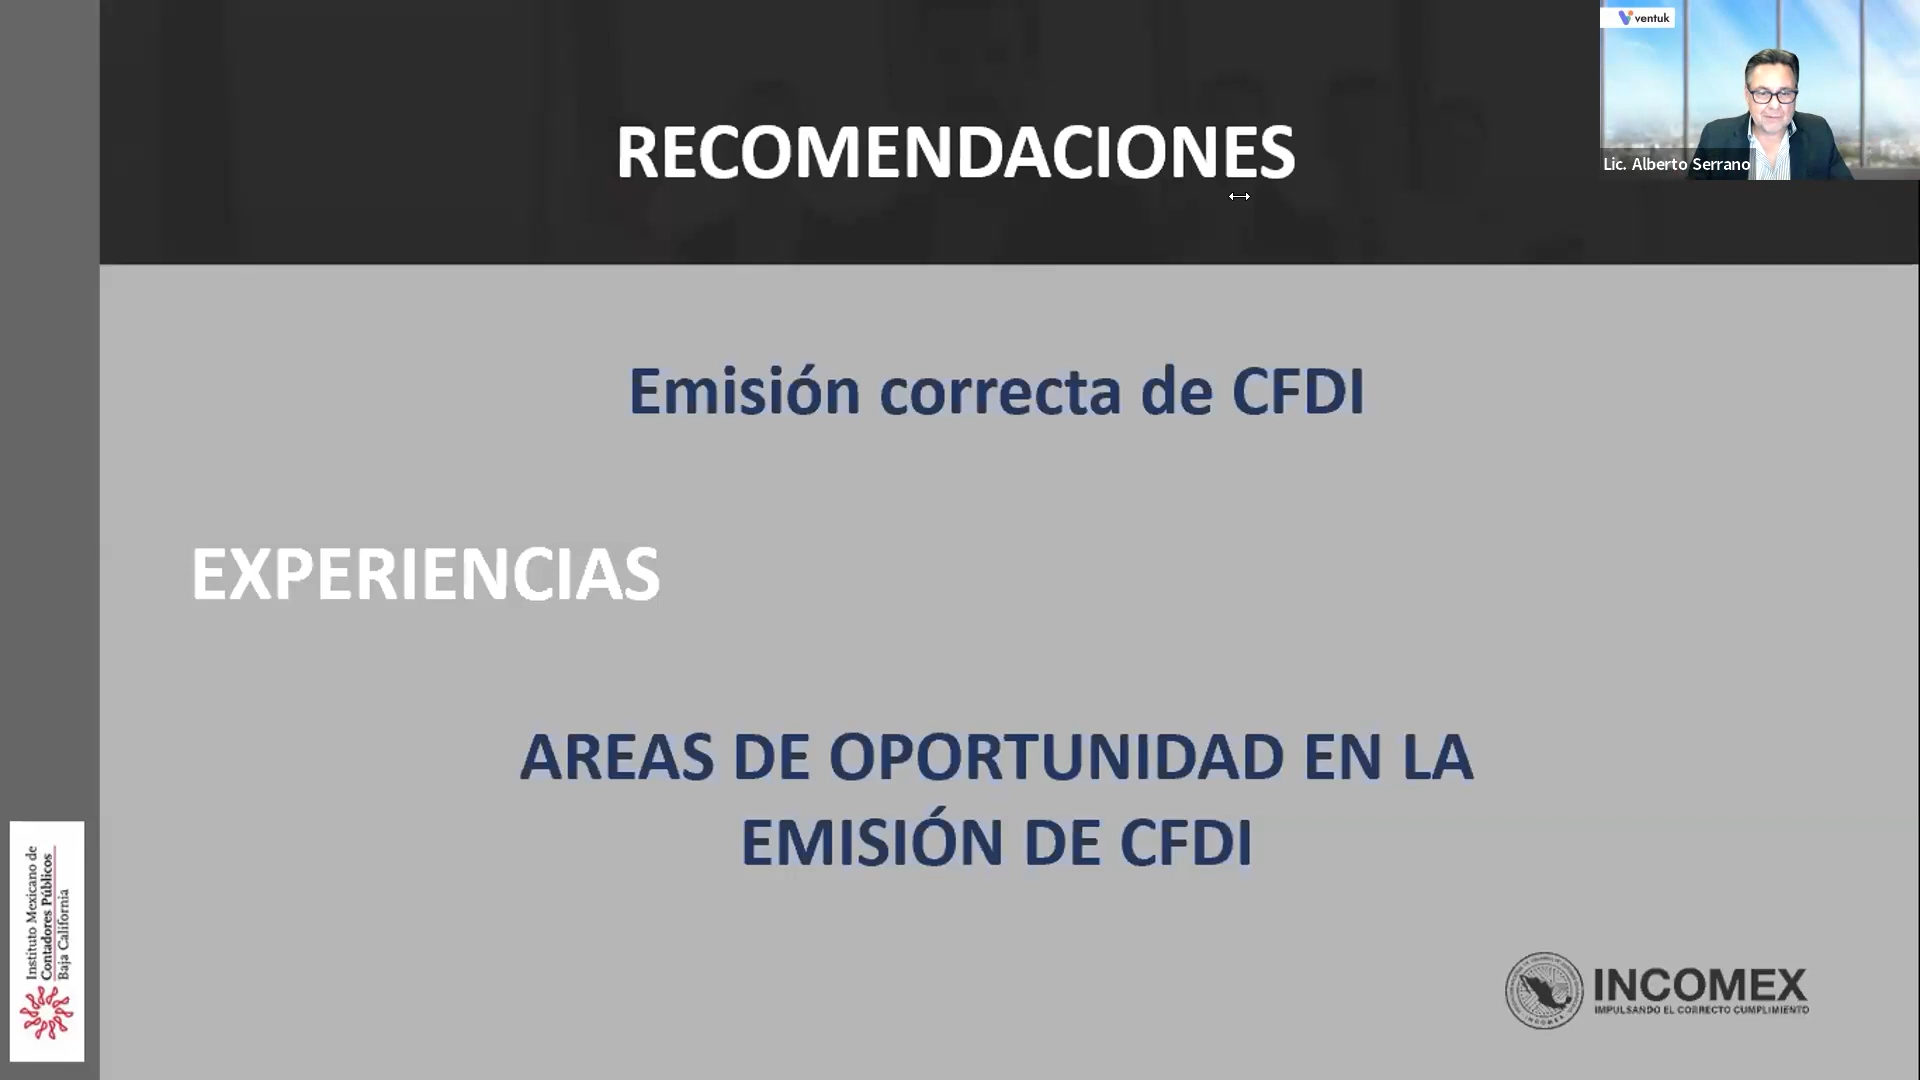 ventuk
Lic. Alberto Serrano
RECOMENDACIONES
Emisión correcta de CFDI
EXPERIENCIAS
AREAS DE OPORTUNIDAD EN LA
EMISIÓN DE CFDI
Instituto Mexicano de
Contadores Públicos
Baja California
INCOMEX
IMPULSANDO EL CORRECTO CUMPLIMIENTO